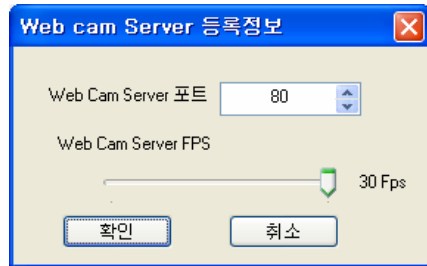 Web cam Server 등록정보
Web Cam Server 포트 80
Web Cam Server FPS
30 Fps
확인 취소